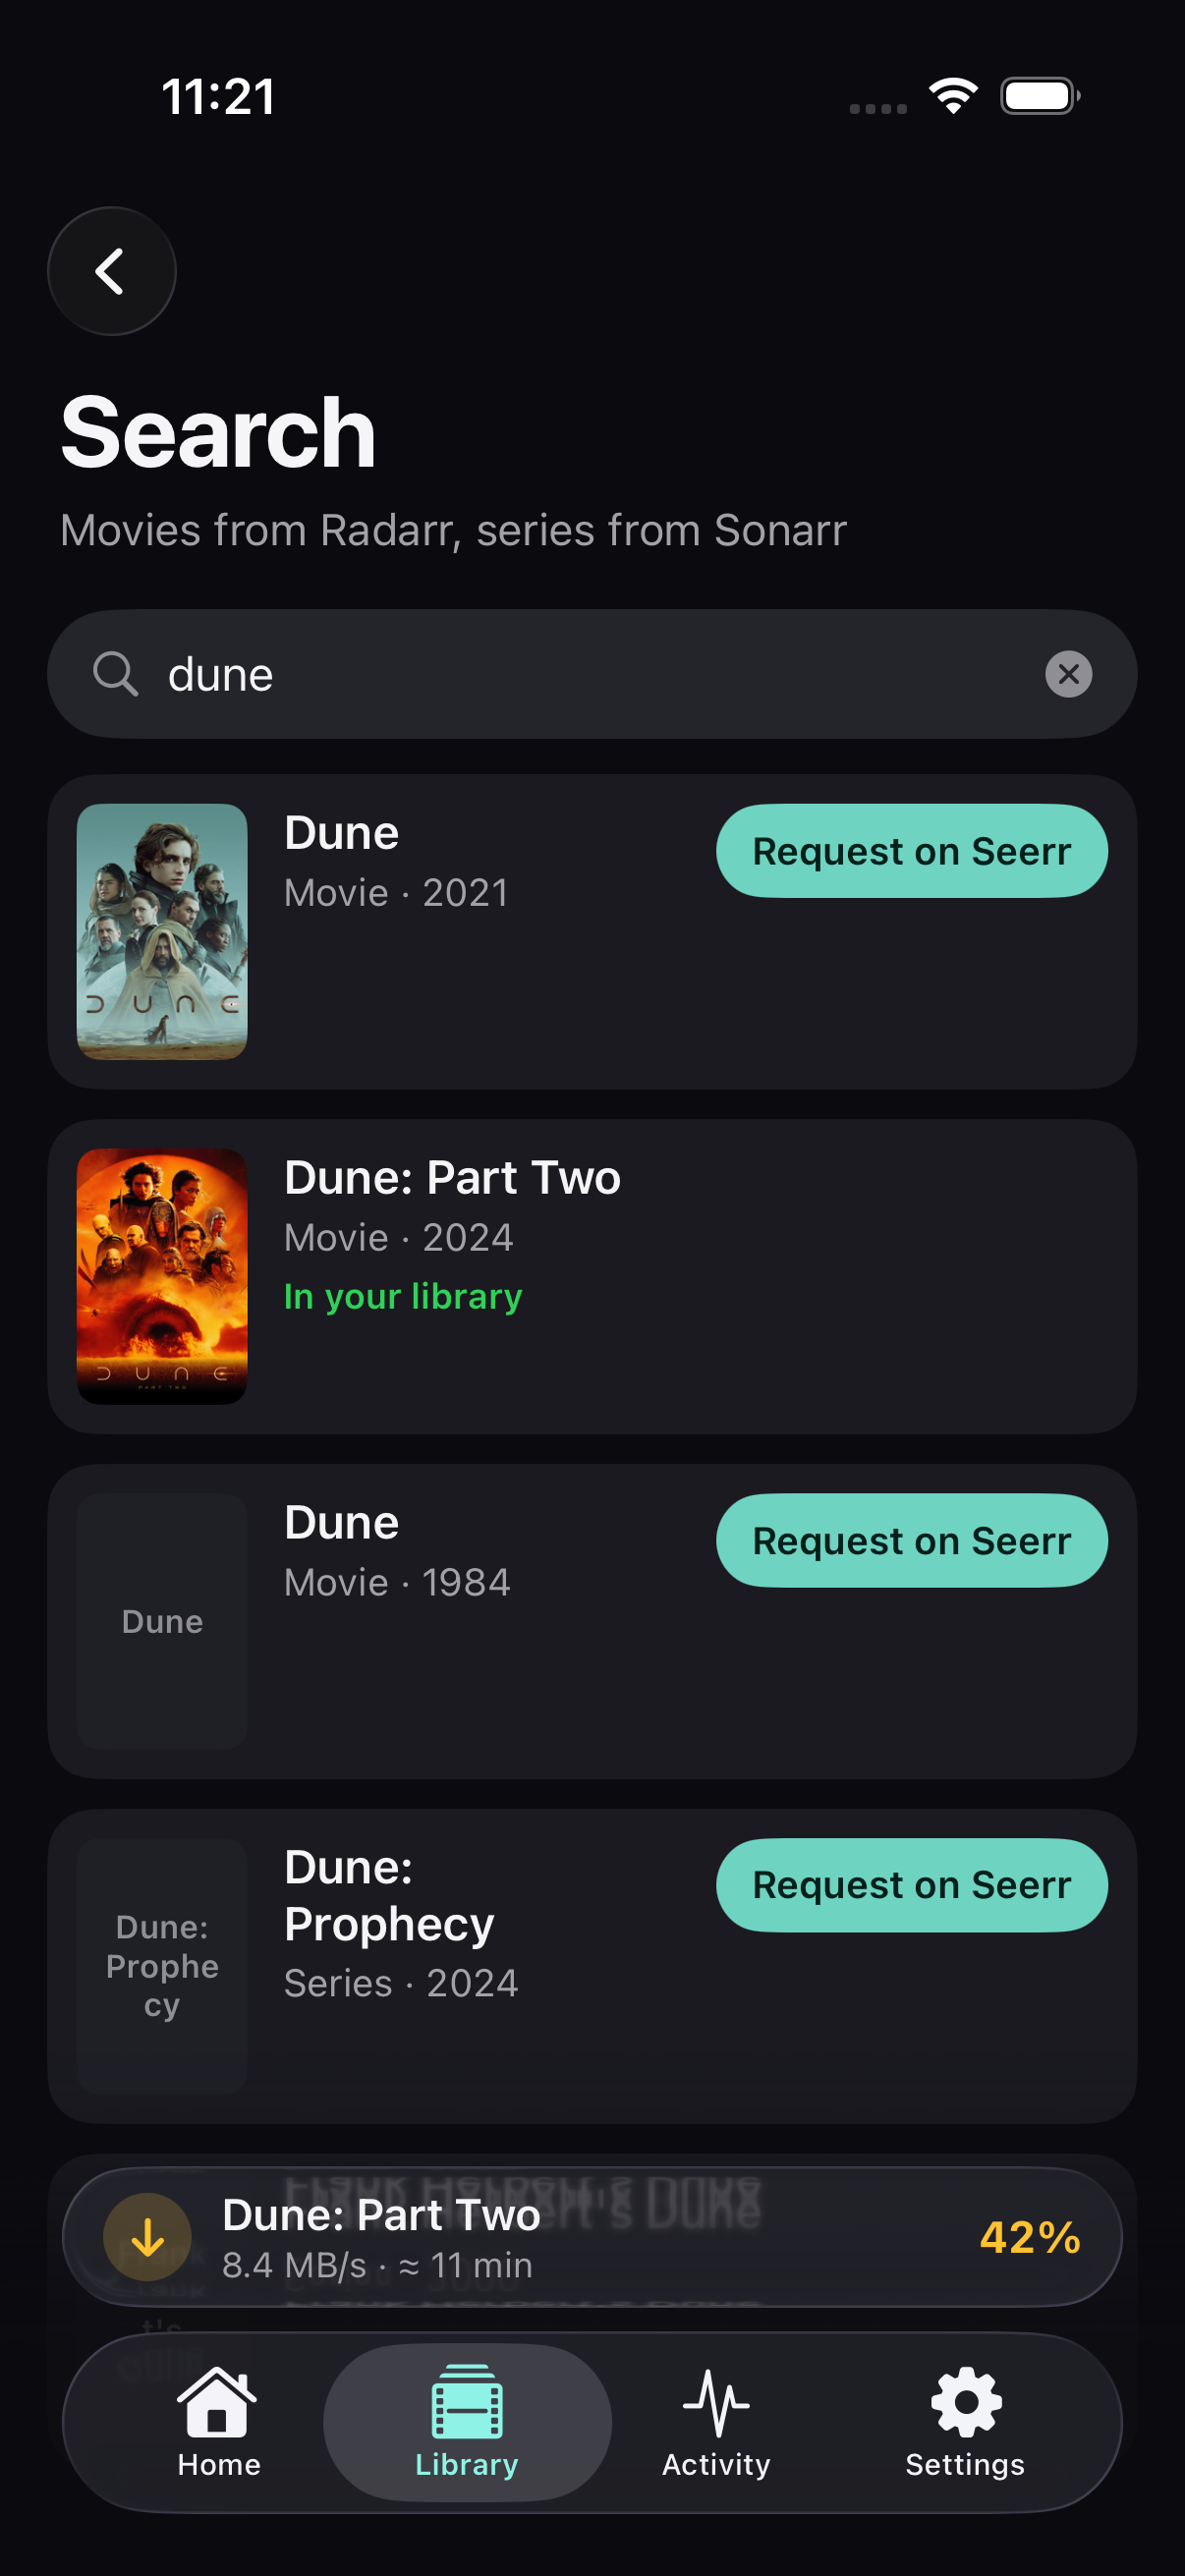 11:21
Search
Movies from Radarr, series from Sonarr
dune
Dune
Movie · 2021
Request on Seerr
DUNE
Dune: Part Two
Movie · 2024
In your library
DUNE
PART TWO
Dune
Dune
Movie · 1984
Request on Seerr
Dune:
Prophe
cy
Dune:
Prophecy
Series · 2024
Request on Seerr
Dune: Part Two
8.4 MB/s · ≈ 11 min
42%
Home
Library
Activity
Settings